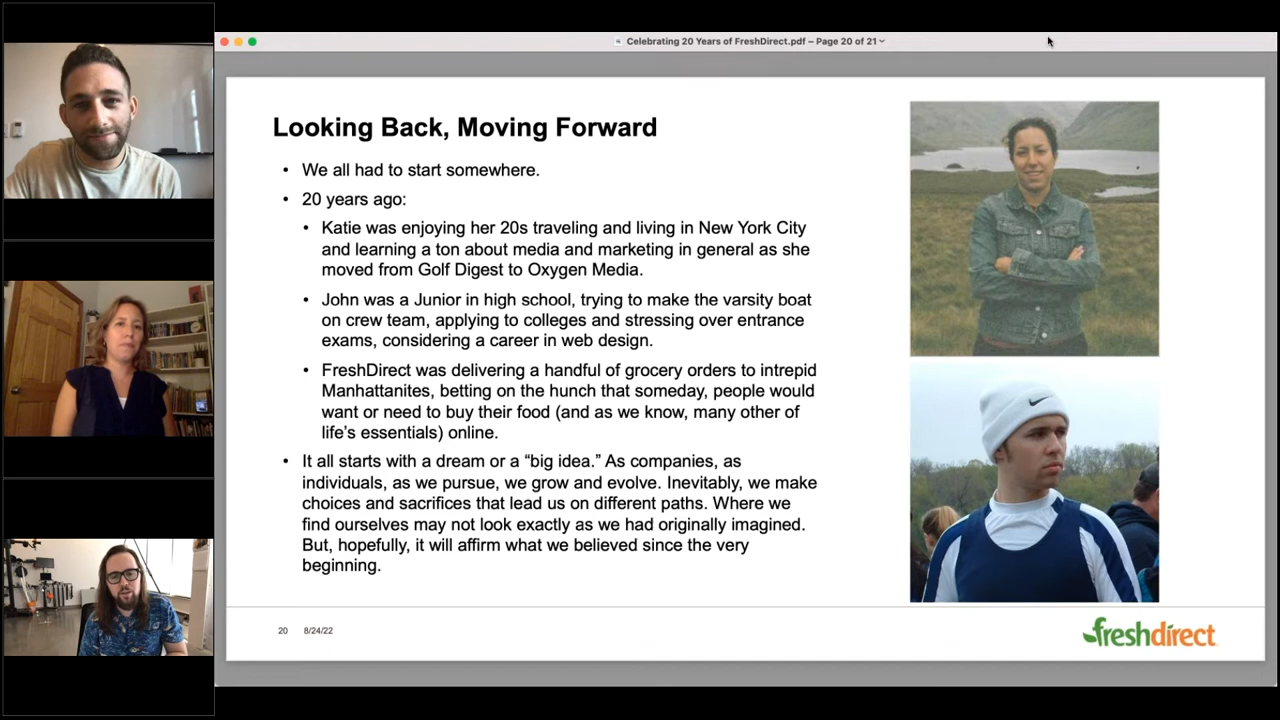 Celebrating 20 Years of FreshDirect.pdf – Page 20 of 21
Looking Back, Moving Forward
• We all had to start somewhere.
• 20 years ago:
• Katie was enjoying her 20s traveling and living in New York City
and learning a ton about media and marketing in general as she
moved from Golf Digest to Oxygen Media.
• John was a Junior in high school, trying to make the varsity boat
on crew team, applying to colleges and stressing over entrance
exams, considering a career in web design.
• FreshDirect was delivering a handful of grocery orders to intrepid
Manhattanites, betting on the hunch that someday, people would
want or need to buy their food (and as we know, many other of
life's essentials) online.
• It all starts with a dream or a “big idea.” As companies, as
individuals, as we pursue, we grow and evolve. Inevitably, we make
choices and sacrifices that lead us on different paths. Where we
find ourselves may not look exactly as we had originally imagined.
But, hopefully, it will affirm what we believed since the very
beginning.
20 8/24/22
freshdirect